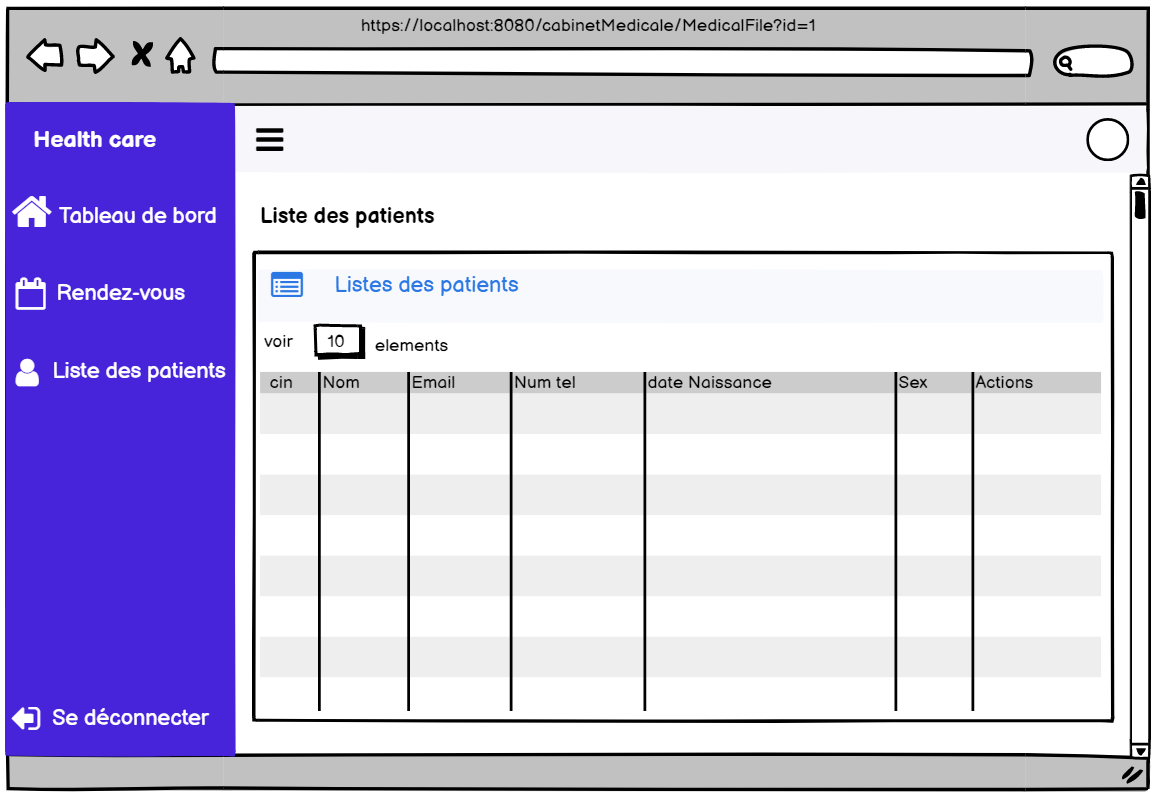 https://localhost:8080/cabinetMedicale/MedicalFile?id=1
Health care
Tableau de bord
Rendez-vous
Liste des patients
Se déconnecter
Liste des patients
Listes des patients
voir 10 elements
cin Nom Email Num tel date Naissance Sex Actions